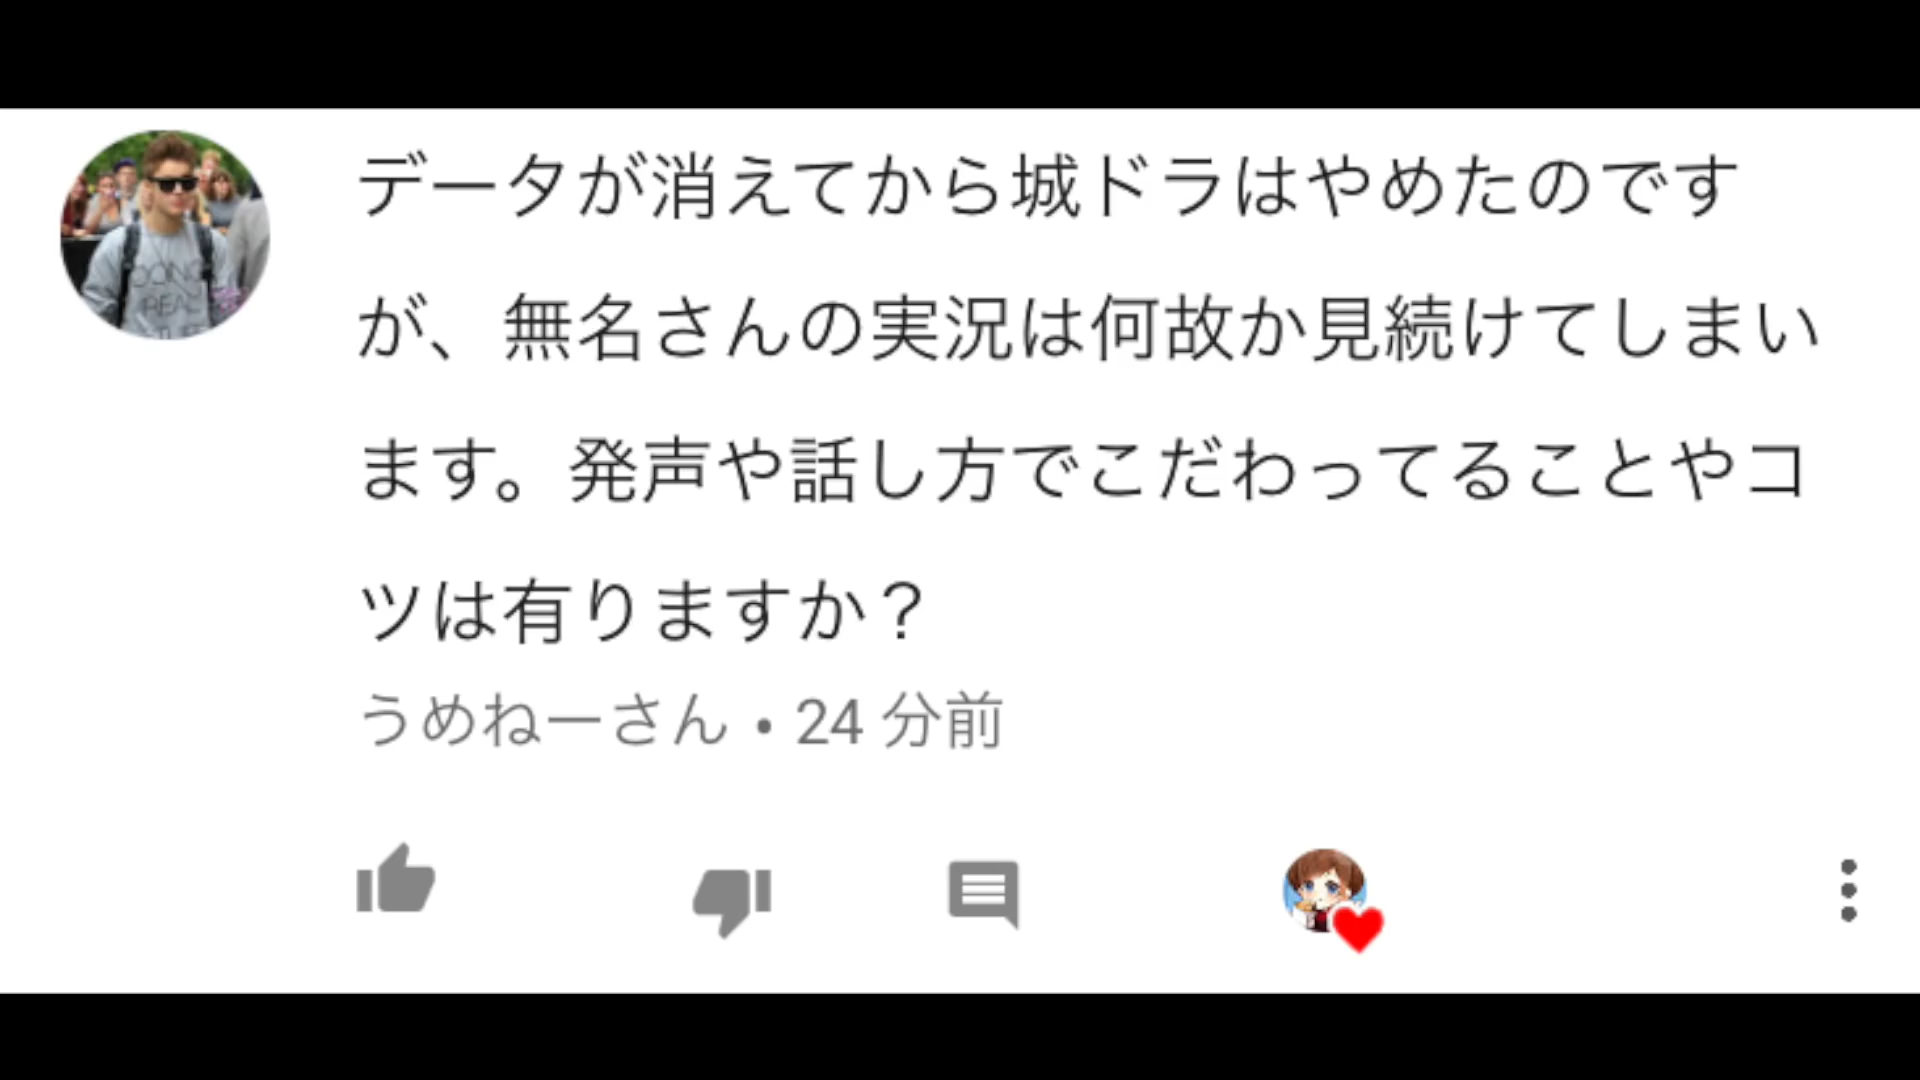 データが消えてから城ドラはやめたのです
が、無名さんの実況は何故か見続けてしまい
ます。発声や話し方でこだわってることやコ
ツは有りますか？
うめねーさん • 24 分前